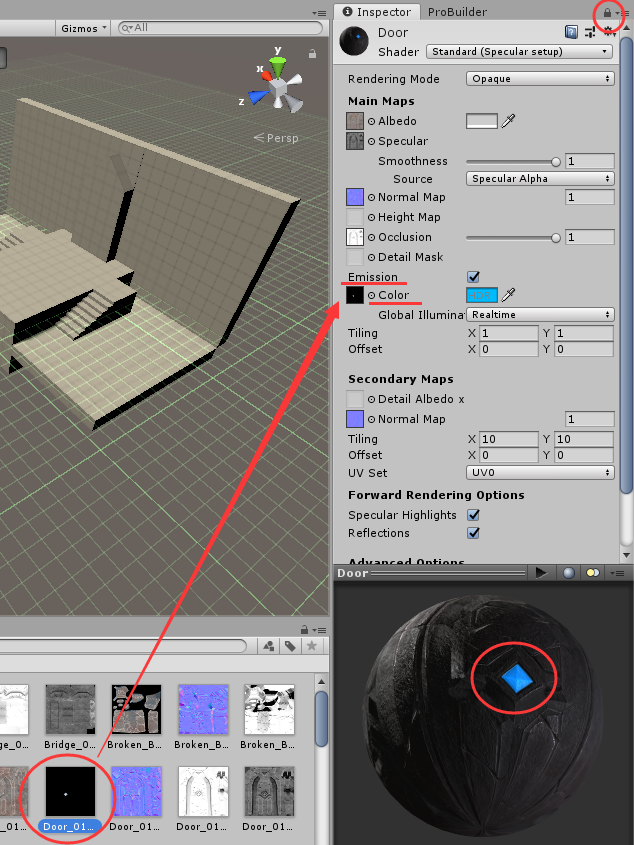 Gizmos
All
y
x
z
Persp
Inspector
ProBuilder
Door
Shader
Standard (Specular setup)
Rendering Mode
Opaque
Main Maps
Albedo
Specular
Smoothness
1
Source
Specular Alpha
Normal Map
1
Height Map
Occlusion
1
Detail Mask
Emission
Color
Global Illuminat
Realtime
Tiling
X 1
Y 1
Offset
X 0
Y 0
Secondary Maps
Detail Albedo x
Normal Map
1
Tiling
X 10
Y 10
Offset
X 0
Y 0
UV Set
UV0
Forward Rendering Options
Specular Highlights
Reflections
Advanced Options
Door
ge_0...
Bridge_0...
Broken_B...
Broken_B...
Broken_B...
_01...
Door_01...
Door_01...
Door_01...
Door_01...